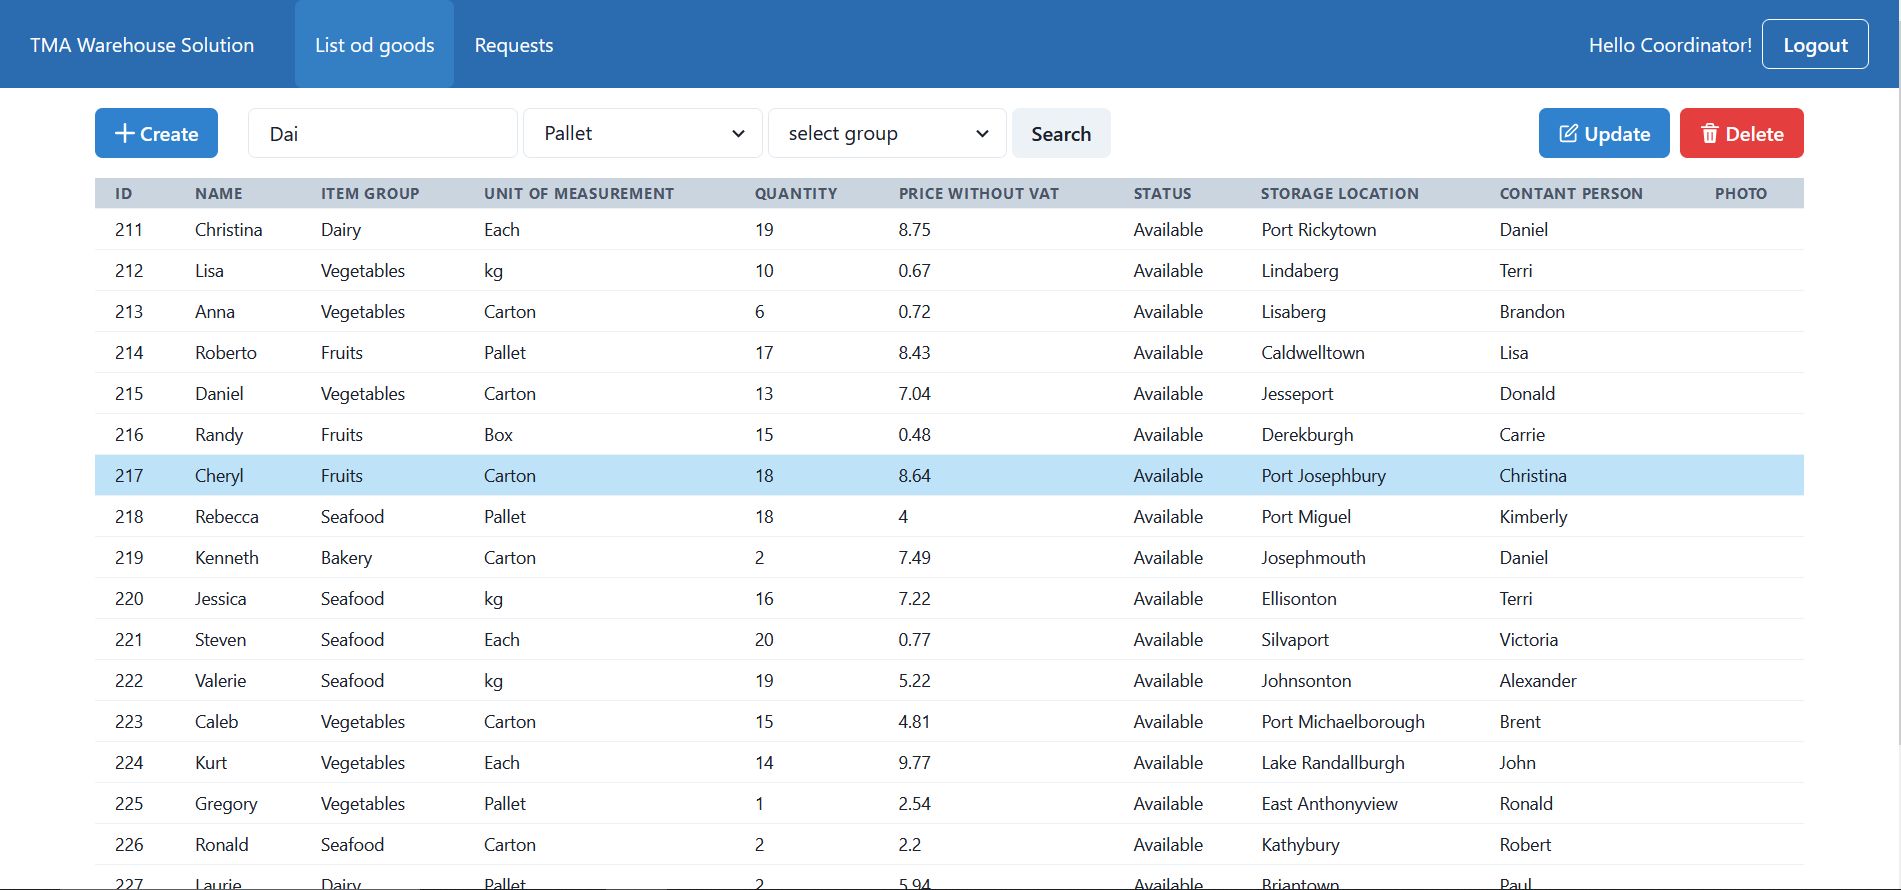 TMA Warehouse Solution List od goods Requests Hello Coordinator! Logout
Create Dai Pallet select group Search Update Delete
ID NAME ITEM GROUP UNIT OF MEASUREMENT QUANTITY PRICE WITHOUT VAT STATUS STORAGE LOCATION CONTANT PERSON PHOTO
211 Christina Dairy Each 19 8.75 Available Port Rickytown Daniel
212 Lisa Vegetables kg 10 0.67 Available Lindaberg Terri
213 Anna Vegetables Carton 6 0.72 Available Lisaberg Brandon
214 Roberto Fruits Pallet 17 8.43 Available Caldwelltown Lisa
215 Daniel Vegetables Carton 13 7.04 Available Jesseport Donald
216 Randy Fruits Box 15 0.48 Available Derekburgh Carrie
217 Cheryl Fruits Carton 18 8.64 Available Port Josephbury Christina
218 Rebecca Seafood Pallet 18 4 Available Port Miguel Kimberly
219 Kenneth Bakery Carton 2 7.49 Available Josephmouth Daniel
220 Jessica Seafood kg 16 7.22 Available Ellisonton Terri
221 Steven Seafood Each 20 0.77 Available Silvaport Victoria
222 Valerie Seafood kg 19 5.22 Available Johnsonton Alexander
223 Caleb Vegetables Carton 15 4.81 Available Port Michaelborough Brent
224 Kurt Vegetables Each 14 9.77 Available Lake Randallburgh John
225 Gregory Vegetables Pallet 1 2.54 Available East Anthonyview Ronald
226 Ronald Seafood Carton 2 2.2 Available Kathybury Robert
227 Laurie Dairy Pallet 2 5.94 Available Briantown Paul